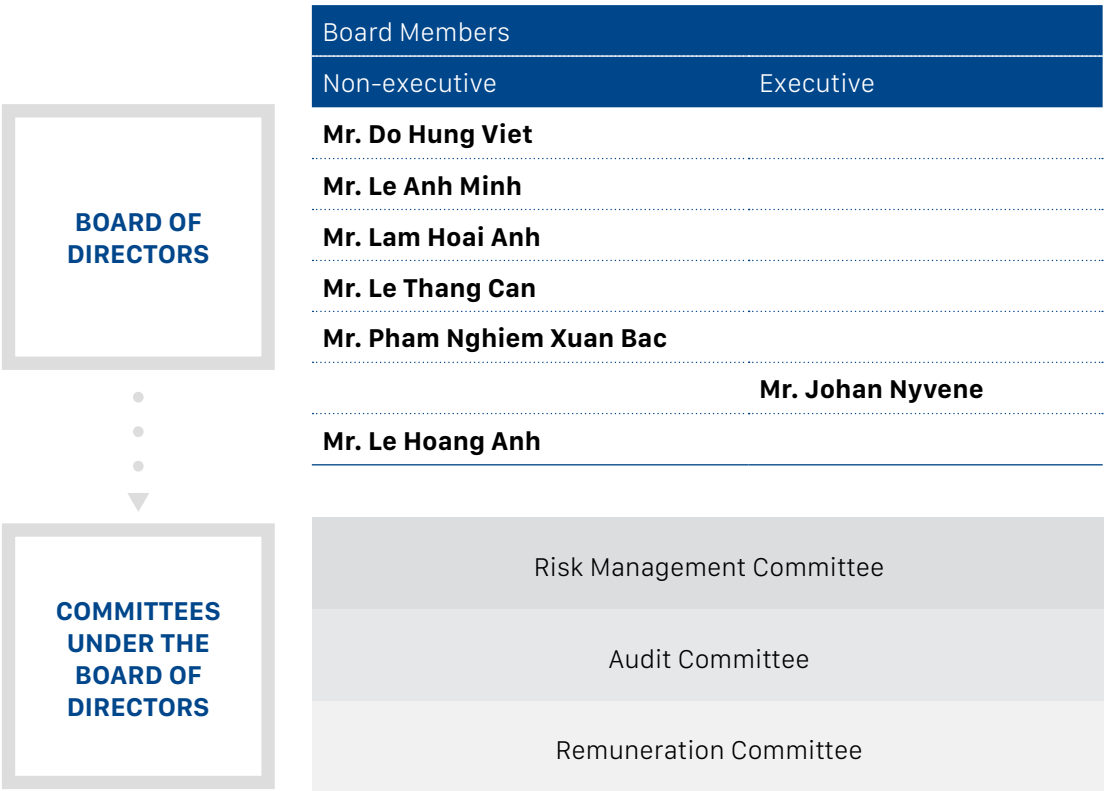 Board Members
Non-executive Executive
Mr. Do Hung Viet
Mr. Le Anh Minh
Mr. Lam Hoai Anh
Mr. Le Thang Can
Mr. Pham Nghiem Xuan Bac
Mr. Johan Nyvene
Mr. Le Hoang Anh
BOARD OF
DIRECTORS
Risk Management Committee
Audit Committee
Remuneration Committee
COMMITTEES
UNDER THE
BOARD OF
DIRECTORS